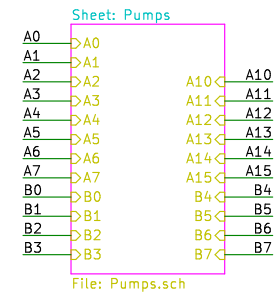 Sheet: Pumps
A0 A0
A1 A1
A2 A2 A10 A10
A3 A3 A11 A11
A4 A4 A12 A12
A5 A5 A13 A13
A6 A6 A14 A14
A7 A7 A15 A15
B0 B0 B4 B4
B1 B1 B5 B5
B2 B2 B6 B6
B3 B3 B7 B7
File: Pumps.sch